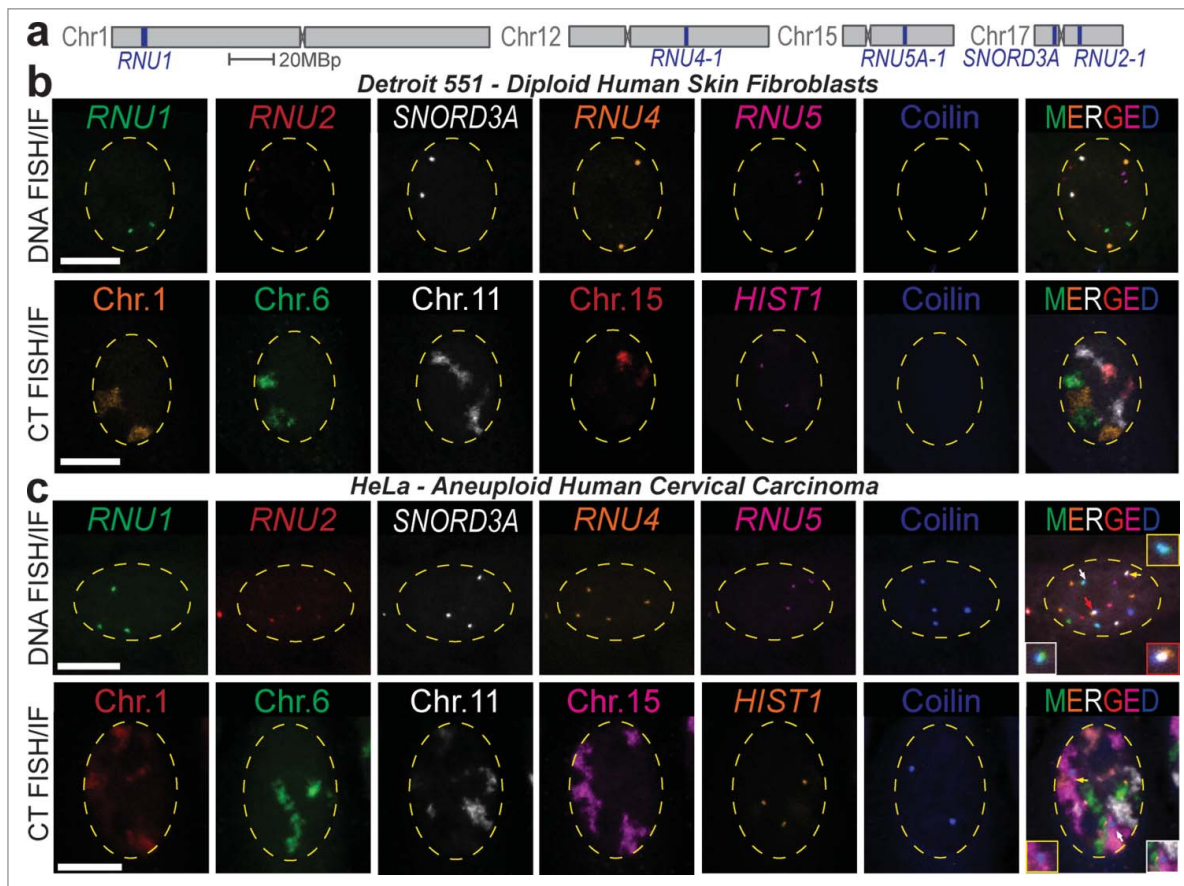 a Chr1 Chr12 Chr15 Chr17
RNU1 20MBp RNU4-1 RNU5A-1 SNORD3A RNU2-1
b Detroit 551 - Diploid Human Skin Fibroblasts
DNA FISH/IF
RNU1 RNU2 SNORD3A RNU4 RNU5 Coilin MERGED
CT FISH/IF
Chr.1 Chr.6 Chr.11 Chr.15 HIST1 Coilin MERGED
c HeLa - Aneuploid Human Cervical Carcinoma
DNA FISH/IF
RNU1 RNU2 SNORD3A RNU4 RNU5 Coilin MERGED
CT FISH/IF
Chr.1 Chr.6 Chr.11 Chr.15 HIST1 Coilin MERGED